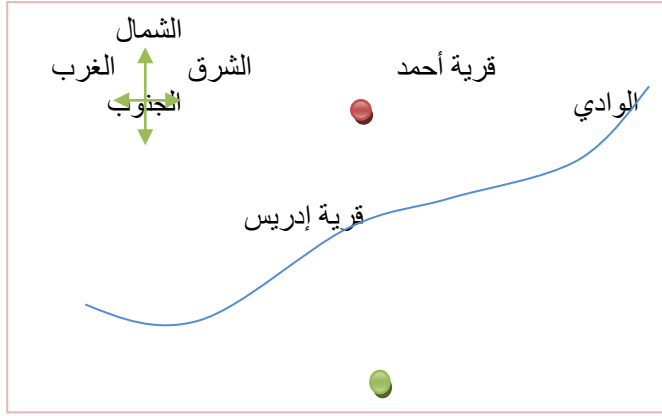 الشمال
قرية أحمد
الشرق
الغرب
الوادي
الجنوب
قرية إدريس